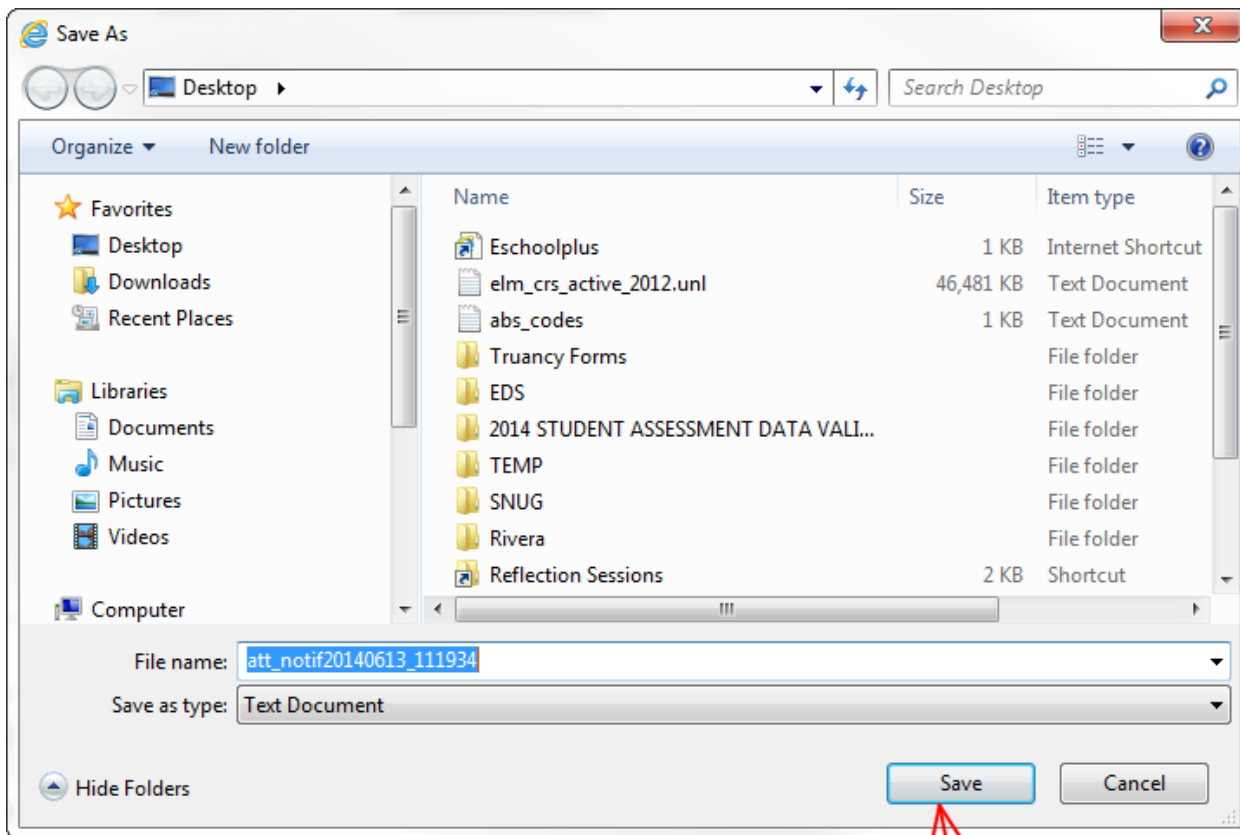 Save As
Desktop
Search Desktop
Organize New folder
Favorites
Desktop
Downloads
Recent Places
Libraries
Documents
Music
Pictures
Videos
Computer
Name Size Item type
Eschoolplus 1 KB Internet Shortcut
elm_crs_active_2012.unl 46,481 KB Text Document
abs_codes 1 KB Text Document
Truancy Forms File folder
EDS File folder
2014 STUDENT ASSESSMENT DATA VALI... File folder
TEMP File folder
SNUG File folder
Rivera File folder
Reflection Sessions 2 KB Shortcut
File name: att_notif20140613_111934
Save as type: Text Document
Hide Folders Save Cancel